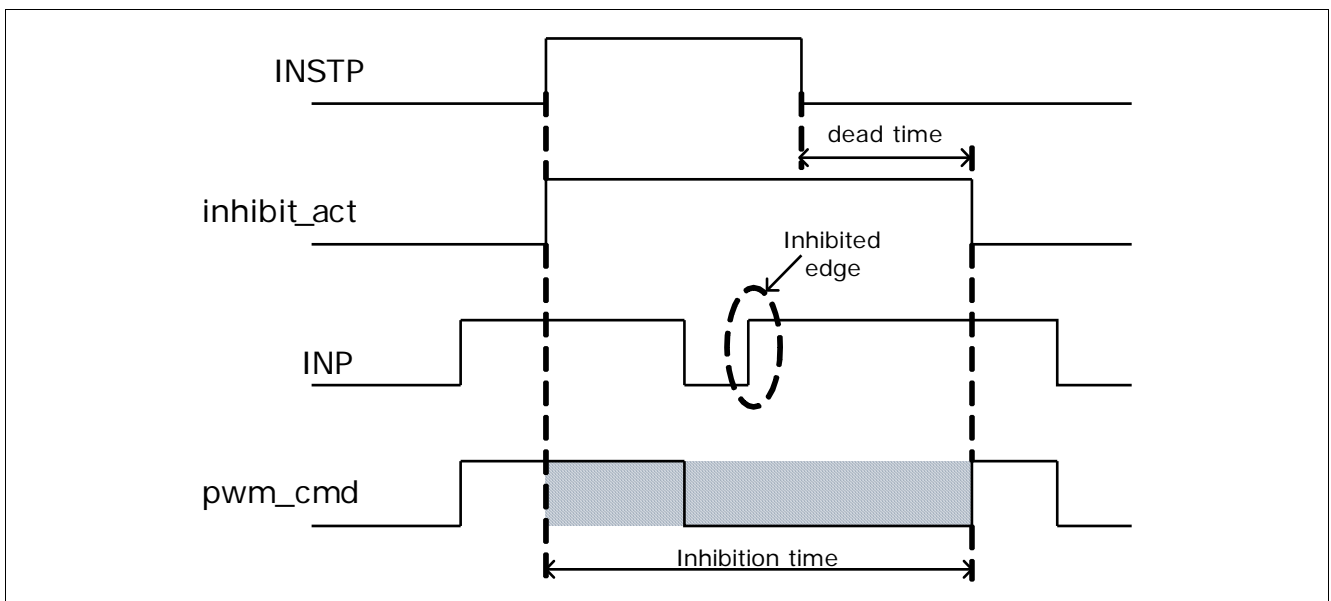 INSTP
dead time
inhibit_act
Inhibited
edge
INP
pwm_cmd
Inhibition time